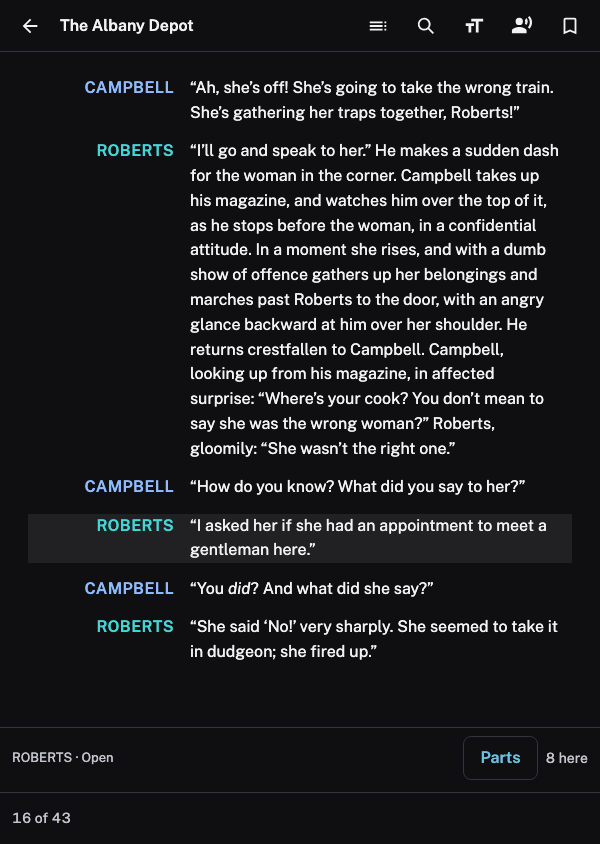 The Albany Depot
CAMPBELL “Ah, she’s off! She’s going to take the wrong train.
She’s gathering her traps together, Roberts!”
ROBERTS “I’ll go and speak to her.” He makes a sudden dash
for the woman in the corner. Campbell takes up
his magazine, and watches him over the top of it,
as he stops before the woman, in a confidential
attitude. In a moment she rises, and with a dumb
show of offence gathers up her belongings and
marches past Roberts to the door, with an angry
glance backward at him over her shoulder. He
returns crestfallen to Campbell. Campbell,
looking up from his magazine, in affected
surprise: “Where’s your cook? You don’t mean to
say she was the wrong woman?” Roberts,
gloomily: “She wasn’t the right one.”
CAMPBELL “How do you know? What did you say to her?”
ROBERTS “I asked her if she had an appointment to meet a
gentleman here.”
CAMPBELL “You did? And what did she say?”
ROBERTS “She said ‘No!’ very sharply. She seemed to take it
in dudgeon; she fired up.”
ROBERTS · Open Parts 8 here
16 of 43